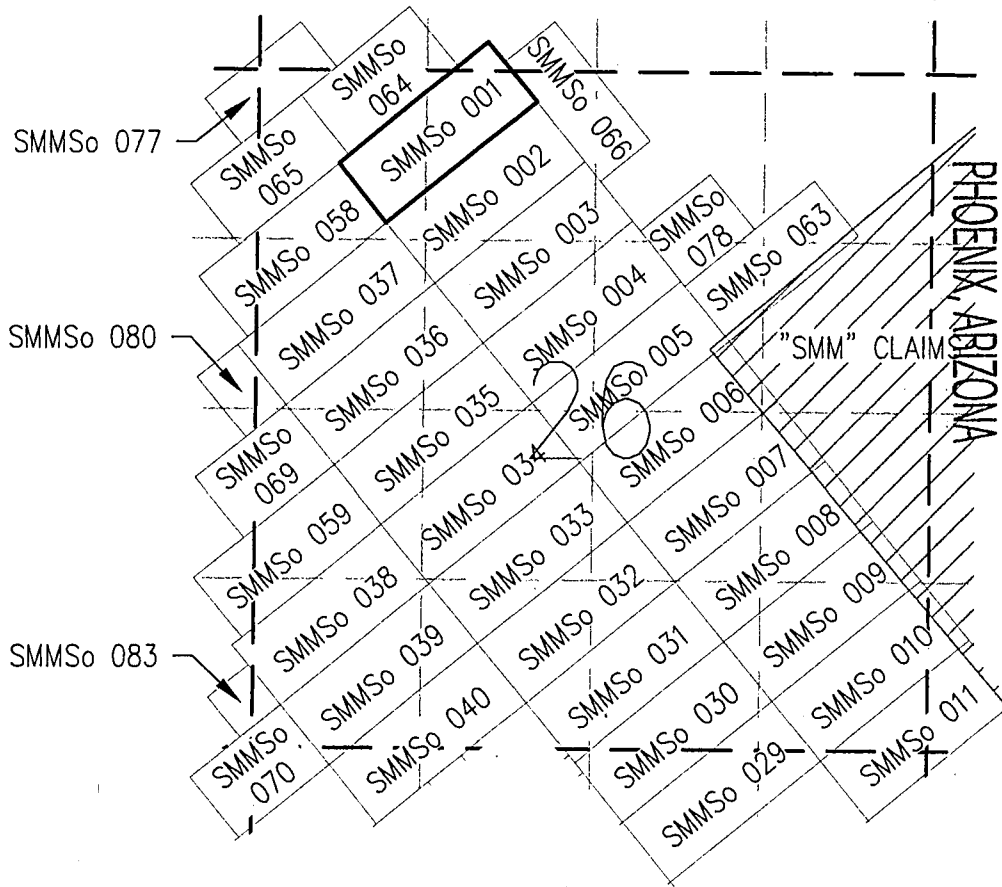 SMMSo 077
SMMSo
064
SMMSo 001
SMMSo 066
SMMSo
065
SMMSo 002
SMMSo 058
SMMSo 003
SMMSo
078
SMMSo 063
SMMSo 037
SMMSo 004
SMMSo 080
SMMSo 036
SMMSo 005
"SMM" CLAIMS
PHOENIX, ARIZONA
SMMSo 035
26
SMMSo 006
SMMSo
069
SMMSo 034
SMMSo 007
SMMSo 059
SMMSo 033
SMMSo 008
SMMSo 038
SMMSo 032
SMMSo 009
SMMSo 083
SMMSo 039
SMMSo 031
SMMSo 010
SMMSo
070
SMMSo 040
SMMSo 030
SMMSo 011
SMMSo 029